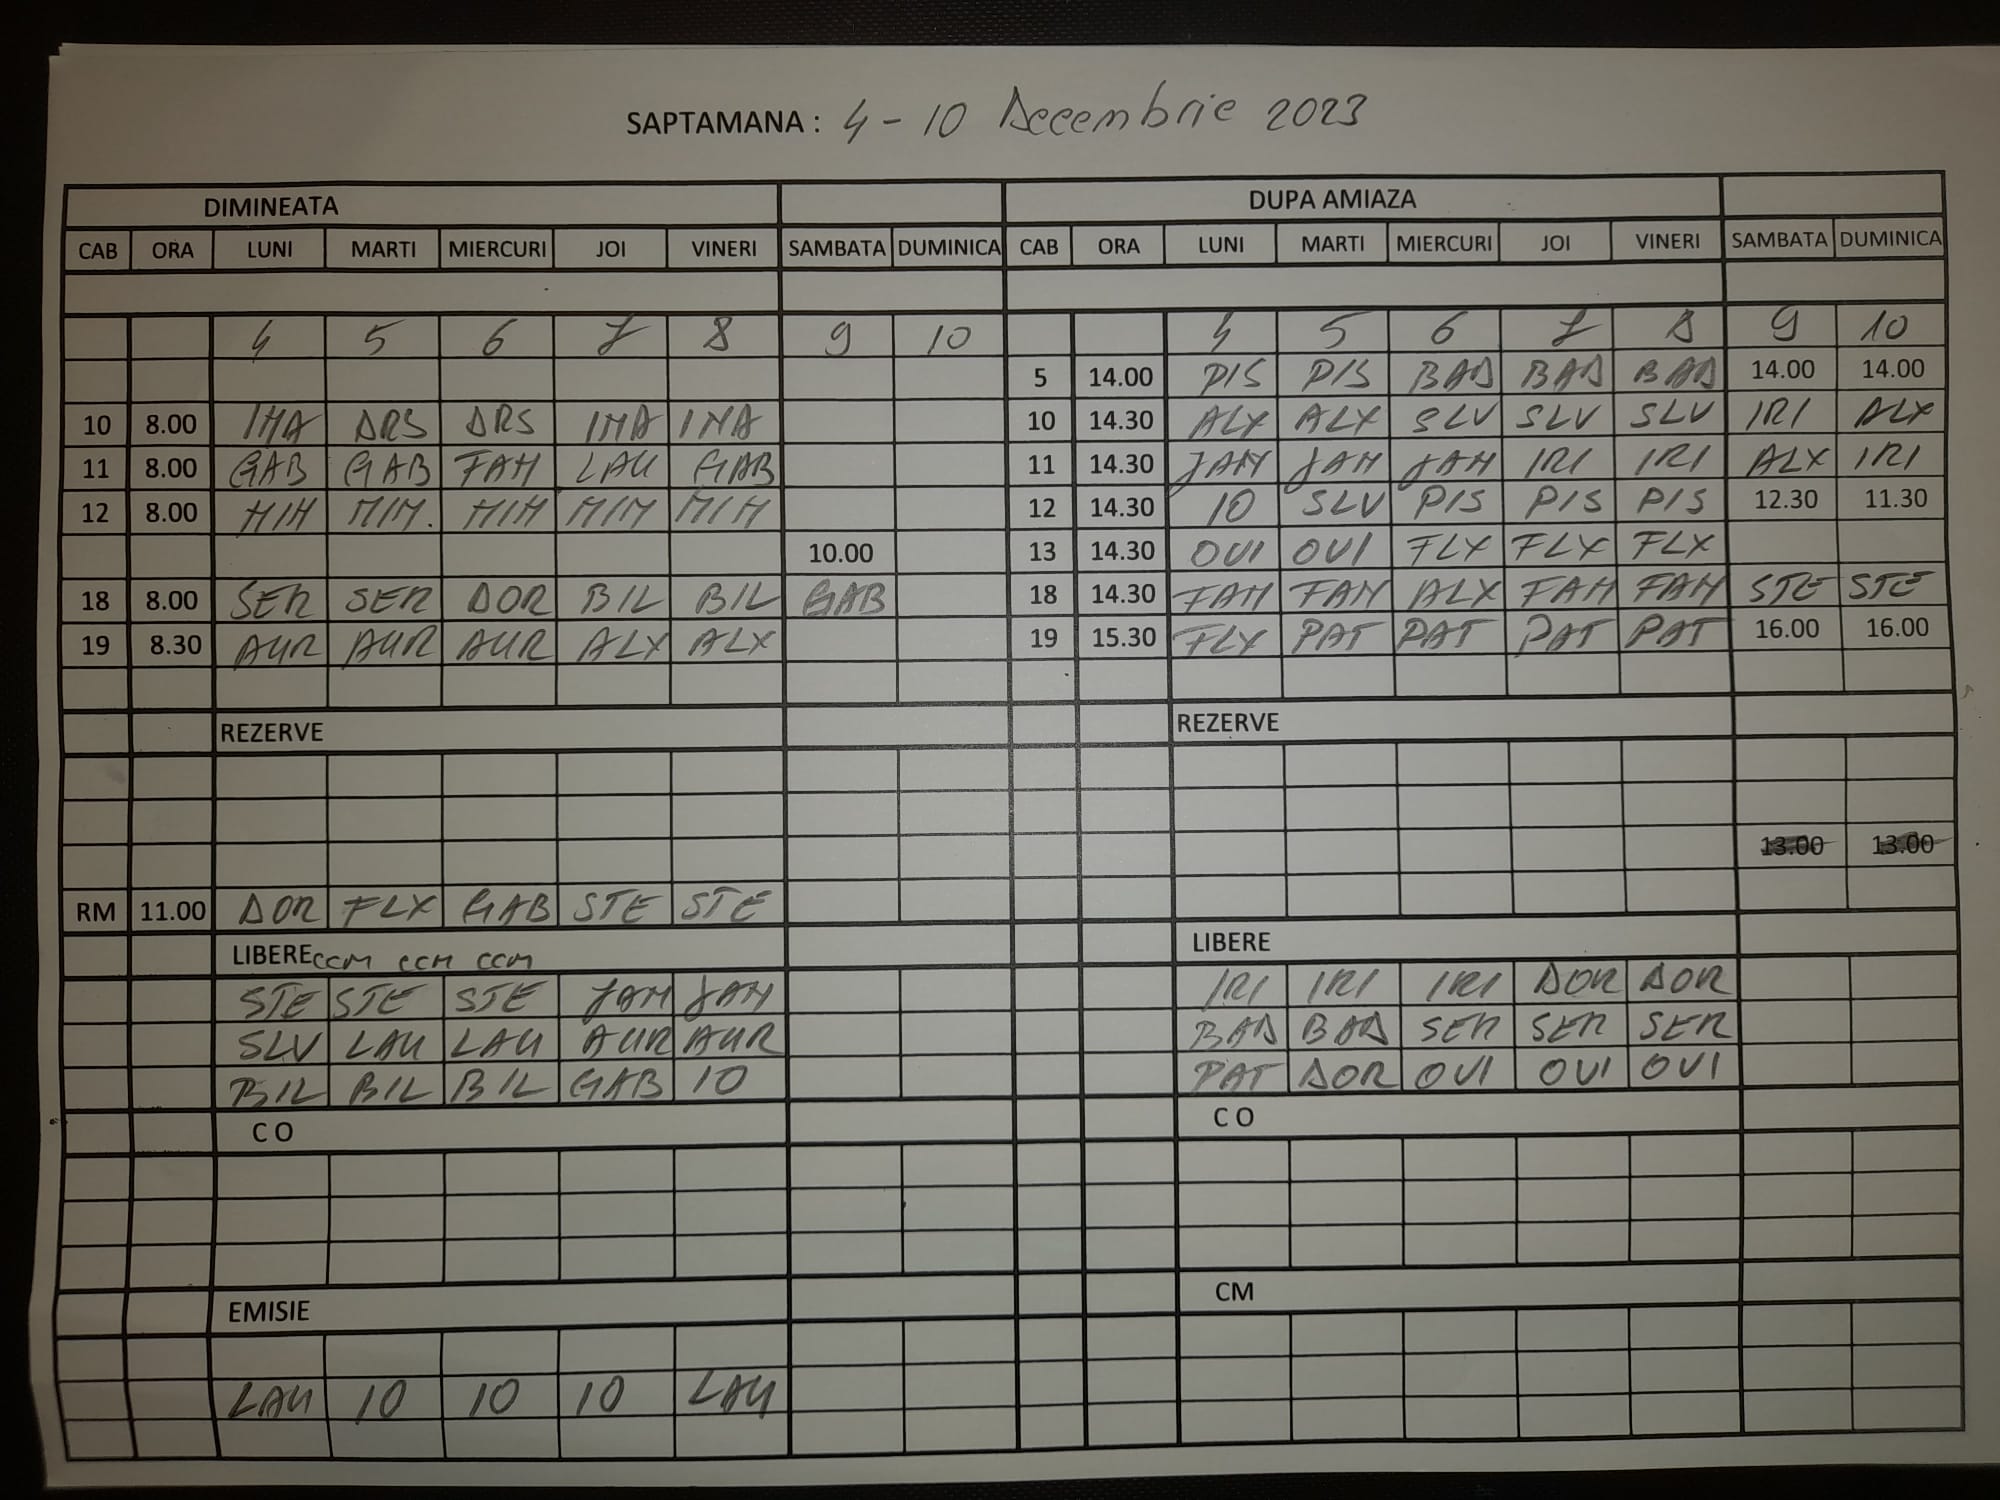 SAPTAMANA : 4 - 10 Decembrie 2023
DIMINEATA DUPA AMIAZA
CAB ORA LUNI MARTI MIERCURI JOI VINERI SAMBATA DUMINICA CAB ORA LUNI MARTI MIERCURI JOI VINERI SAMBATA DUMINICA
4 5 6 7 8 9 10 4 5 6 7 8 9 10
5 14.00 PIS PIS BAD BAD BAD 14.00 14.00
10 8.00 IMA DRS DRS IMA IMA 10 14.30 ALX ALX SLV SLV SLV IRI ALX
11 8.00 GAB GAB FAM LAU GAB 11 14.30 JAM JAM JAM IRI IRI ALX IRI
12 8.00 MIM MIM. MIM MIM MIM 12 14.30 IO SLV PIS PIS PIS 12.30 11.30
10.00 13 14.30 OVI OVI FLX FLX FLX
18 8.00 SER SER DOR BIL BIL GAB 18 14.30 FAM FAM ALX FAM FAM STE STE
19 8.30 AUR AUR AUR ALX ALX 19 15.30 FLX PAT PAT PAT PAT 16.00 16.00
REZERVE REZERVE
13.00 13.00
RM 11.00 DOR FLX GAB STE STE
LIBERE CCM CCM CCM LIBERE
STE STE STE JAM JAM IRI IRI IRI DOR DOR
SLV LAU LAU AUR AUR BAD BAD SER SER SER
BIL BIL BIL GAB IO PAT DOR OVI OVI OVI
C O C O
EMISIE CM
LAU IO IO IO LAU